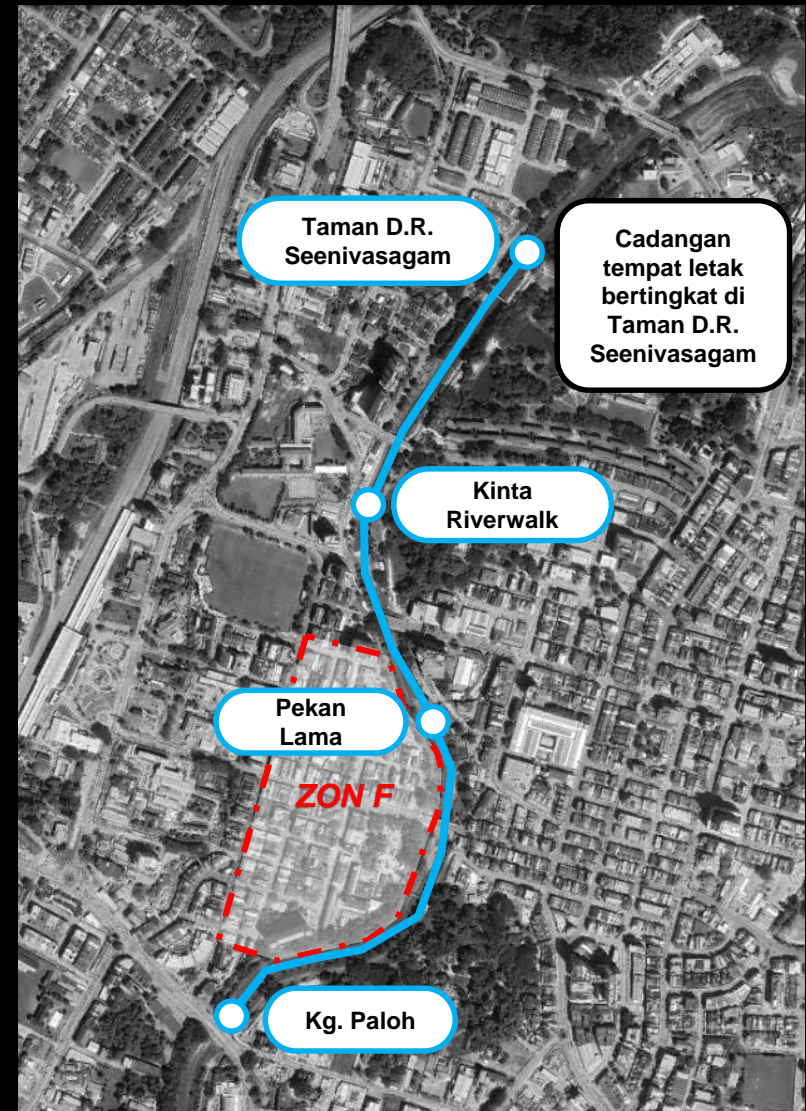 Taman D.R.
Seenivasagam
Cadangan
tempat letak
bertingkat di
Taman D.R.
Seenivasagam
Kinta
Riverwalk
Pekan
Lama
ZON F
Kg. Paloh